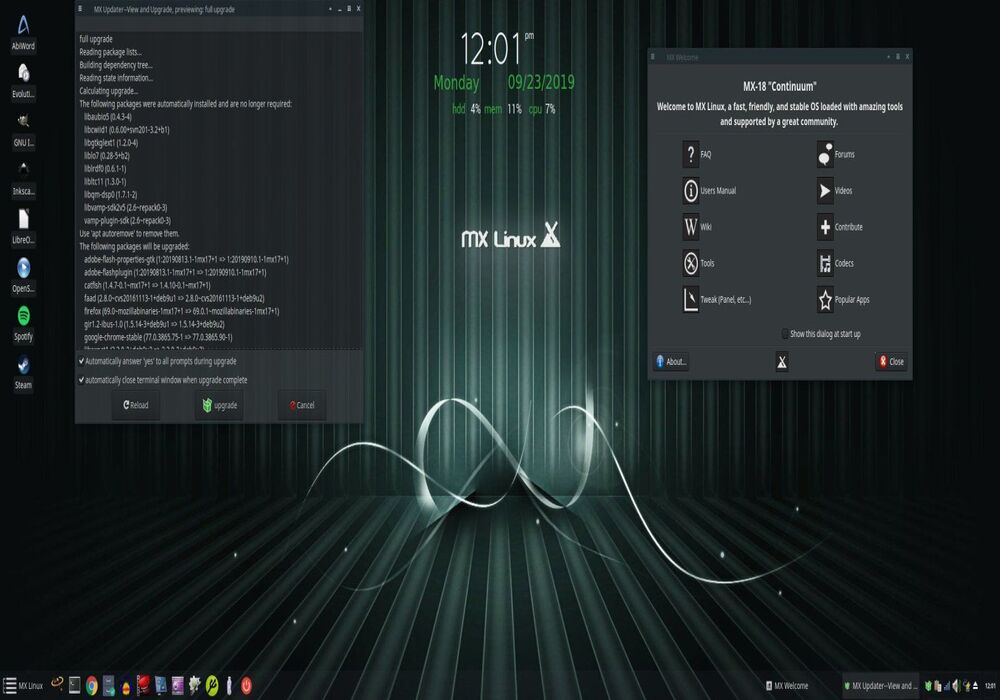 AbiWord
Evoluti...
GNU I...
Inksca...
LibreO...
OpenS...
Spotify
Steam
MX Updater--View and Upgrade, previewing: full upgrade
full upgrade
Reading package lists...
Building dependency tree...
Reading state information...
Calculating upgrade...
The following packages were automatically installed and are no longer required:
libaubio5 (0.4.3-4)
libcwiid1 (0.6.00+svn201-3.2+b1)
libgtkglext1 (1.2.0-4)
liblo7 (0.28-5+b2)
liblrdf0 (0.6.1-1)
libltc11 (1.3.0-1)
libqm-dsp0 (1.7.1-2)
libvamp-sdk2v5 (2.6~repack0-3)
vamp-plugin-sdk (2.6~repack0-3)
Use 'apt autoremove' to remove them.
The following packages will be upgraded:
adobe-flash-properties-gtk (1:20190813.1-1mx17+1 => 1:20190910.1-1mx17+1)
adobe-flashplugin (1:20190813.1-1mx17+1 => 1:20190910.1-1mx17+1)
catfish (1.4.7-0.1~mx17+1 => 1.4.10-0.1~mx17+1)
faad (2.8.0~cvs20161113-1+deb9u1 => 2.8.0~cvs20161113-1+deb9u2)
firefox (69.0~mozillabinaries-1mx17+1 => 69.0.1~mozillabinaries-1mx17+1)
gir1.2-ibus-1.0 (1.5.14-3+deb9u1 => 1.5.14-3+deb9u2)
google-chrome-stable (77.0.3865.75-1 => 77.0.3865.90-1)
Automatically answer 'yes' to all prompts during upgrade
automatically close terminal window when upgrade complete
Reload
upgrade
Cancel
12:01 pm
Monday 09/23/2019
hdd 4% mem 11% cpu 7%
MX Linux
MX Welcome
MX-18 "Continuum"
Welcome to MX Linux, a fast, friendly, and stable OS loaded with amazing tools
and supported by a great community.
FAQ
Forums
Users Manual
Videos
Wiki
Contribute
Tools
Codecs
Tweak (Panel, etc...)
Popular Apps
Show this dialog at start up
About...
Close
MX Linux
MX Welcome
MX Updater--View and ...
12:01